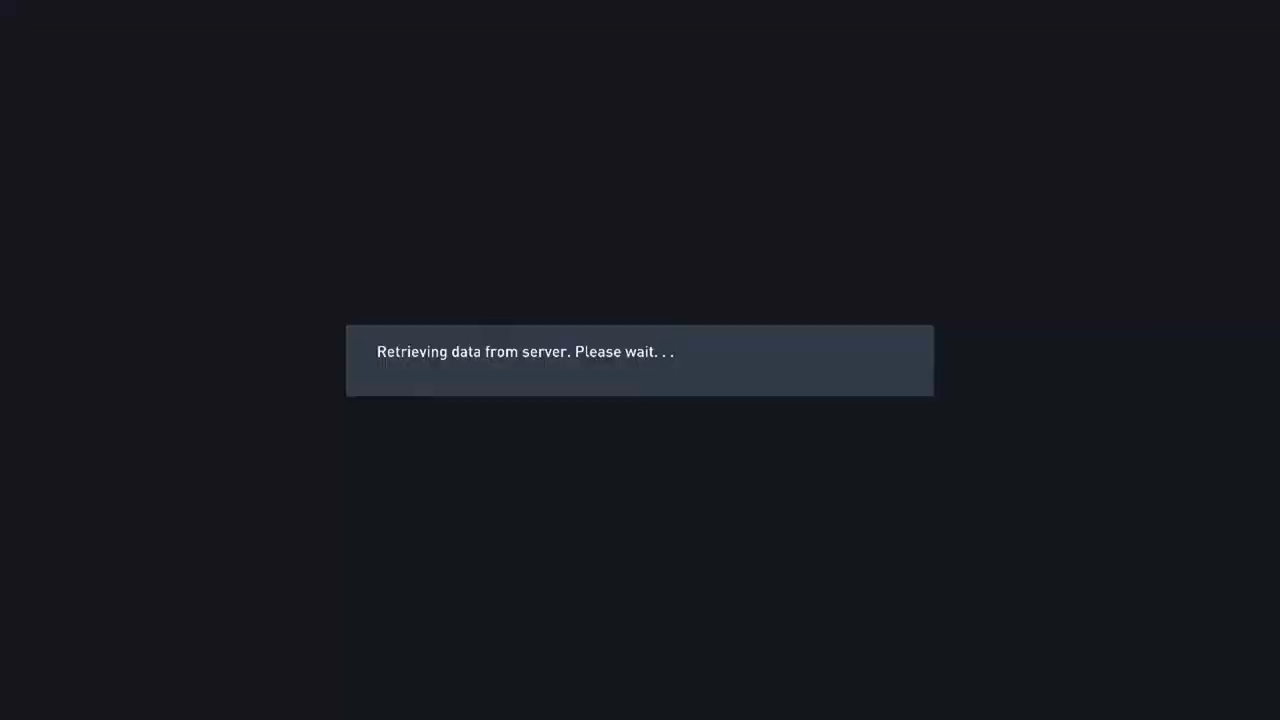 Retrieving data from server. Please wait. . .